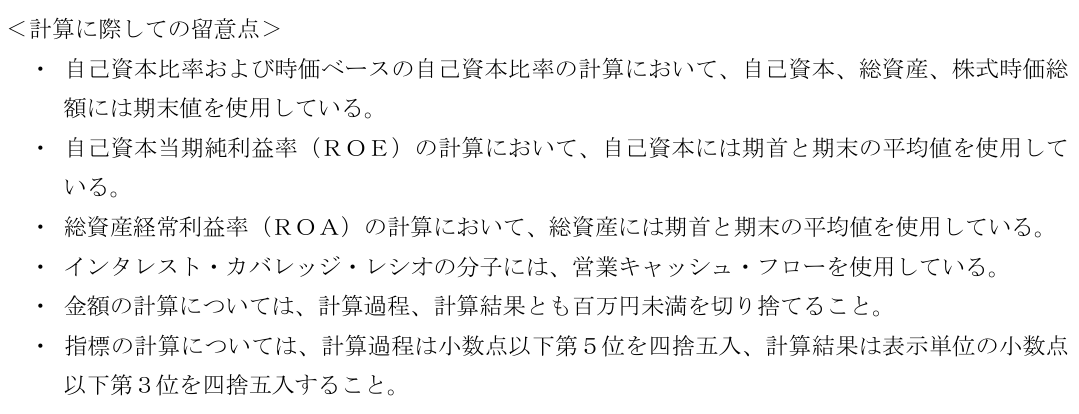 ＜計算に際しての留意点＞
・ 自己資本比率および時価ベースの自己資本比率の計算において、自己資本、総資産、株式時価総
額には期末値を使用している。
・ 自己資本当期純利益率（ＲＯＥ）の計算において、自己資本には期首と期末の平均値を使用して
いる。
・ 総資産経常利益率（ＲＯＡ）の計算において、総資産には期首と期末の平均値を使用している。
・ インタレスト・カバレッジ・レシオの分子には、営業キャッシュ・フローを使用している。
・ 金額の計算については、計算過程、計算結果とも百万円未満を切り捨てること。
・ 指標の計算については、計算過程は小数点以下第５位を四捨五入、計算結果は表示単位の小数点
以下第３位を四捨五入すること。